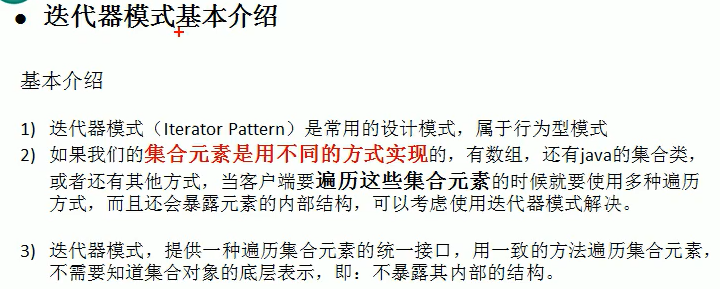 ● 迭代器模式基本介绍
基本介绍
1) 迭代器模式（Iterator Pattern）是常用的设计模式，属于行为型模式
2) 如果我们的集合元素是用不同的方式实现的，有数组，还有java的集合类，
或者还有其他方式，当客户端要遍历这些集合元素的时候就要使用多种遍历
方式，而且还会暴露元素的内部结构，可以考虑使用迭代器模式解决。
3) 迭代器模式，提供一种遍历集合元素的统一接口，用一致的方法遍历集合元素，
不需要知道集合对象的底层表示，即：不暴露其内部的结构。